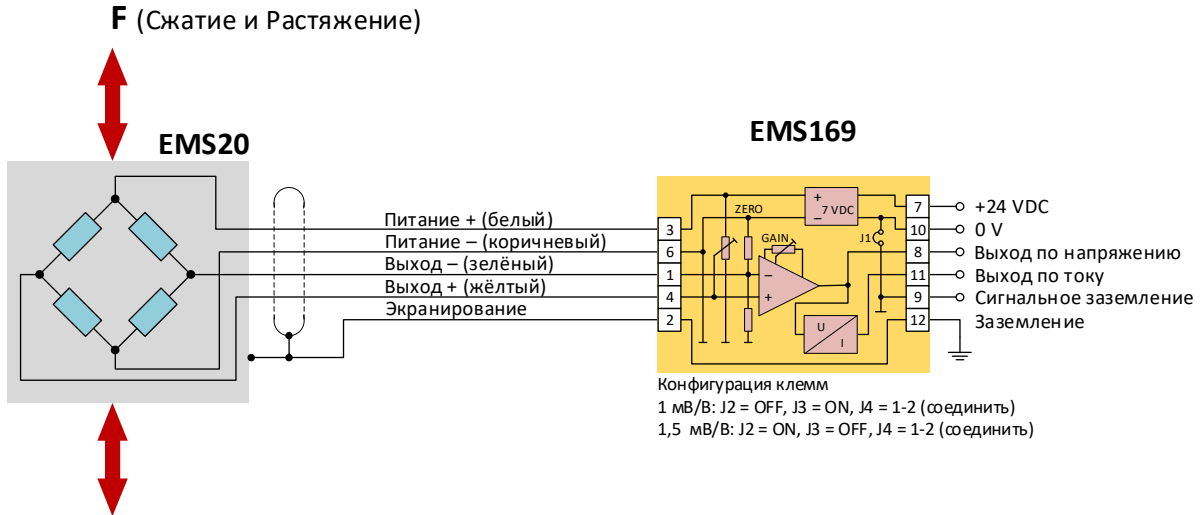 F (Сжатие и Растяжение)
EMS20
EMS169
Питание + (белый)
Питание – (коричневый)
Выход – (зелёный)
Выход + (жёлтый)
Экранирование
3
6
1
4
2
ZERO
GAIN
+
–
7 VDC
J1
–
+
U
I
7
10
8
11
9
12
+24 VDC
0 V
Выход по напряжению
Выход по току
Сигнальное заземление
Заземление
Конфигурация клемм
1 мВ/В: J2 = OFF, J3 = ON, J4 = 1-2 (соединить)
1,5 мВ/В: J2 = ON, J3 = OFF, J4 = 1-2 (соединить)